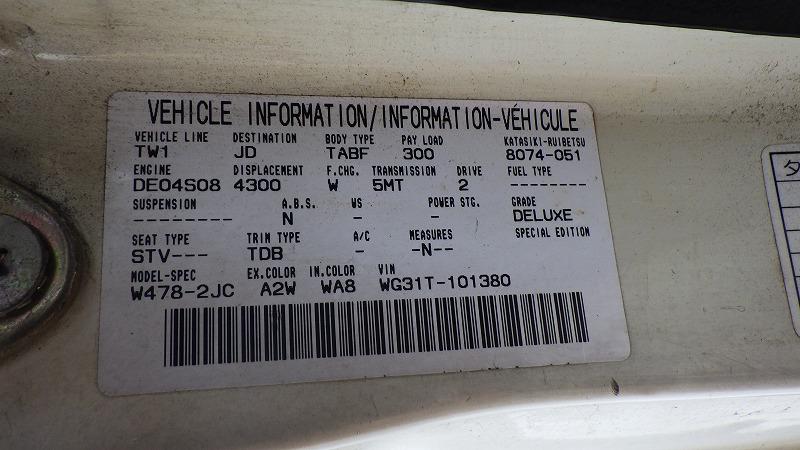 VEHICLE INFORMATION/INFORMATION-VÉHICULE
VEHICLE LINE DESTINATION BODY TYPE PAY LOAD KATASIKI-RUIBETSU
TW1 JD TABF 300 8074-051
ENGINE DISPLACEMENT F.CHG. TRANSMISSION DRIVE FUEL TYPE
DE04S08 4300 W 5MT 2 --------
SUSPENSION A.B.S. WS POWER STG. GRADE
-------- N - - DELUXE
SEAT TYPE TRIM TYPE A/C MEASURES SPECIAL EDITION
STV--- TDB - -N--
MODEL-SPEC EX.COLOR IN.COLOR VIN
W478-2JC A2W WA8 WG31T-101380
タ